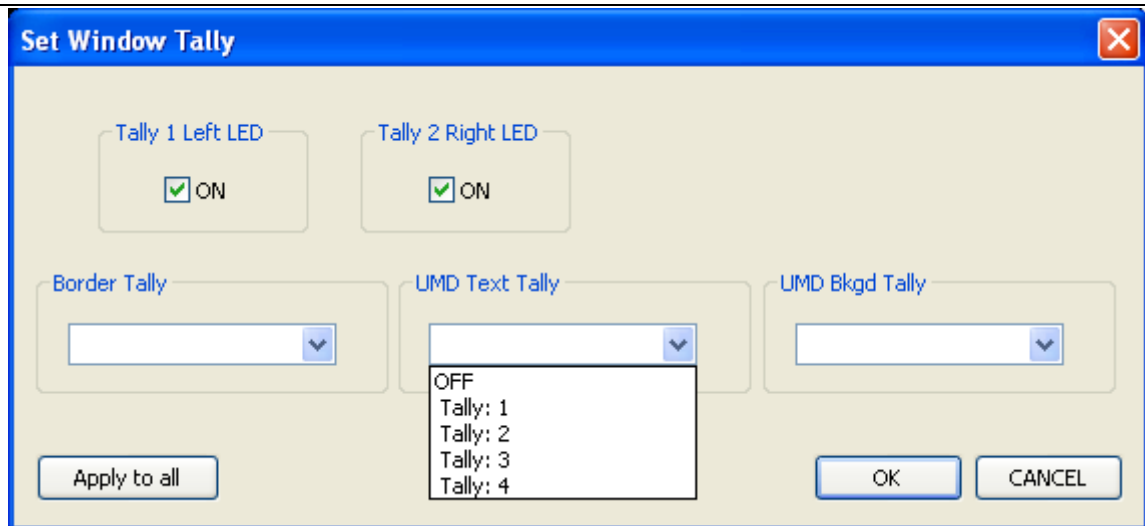 Set Window Tally
Tally 1 Left LED
Tally 2 Right LED
ON
ON
Border Tally
UMD Text Tally
UMD Bkgd Tally
OFF
Tally: 1
Tally: 2
Tally: 3
Tally: 4
Apply to all
OK
CANCEL